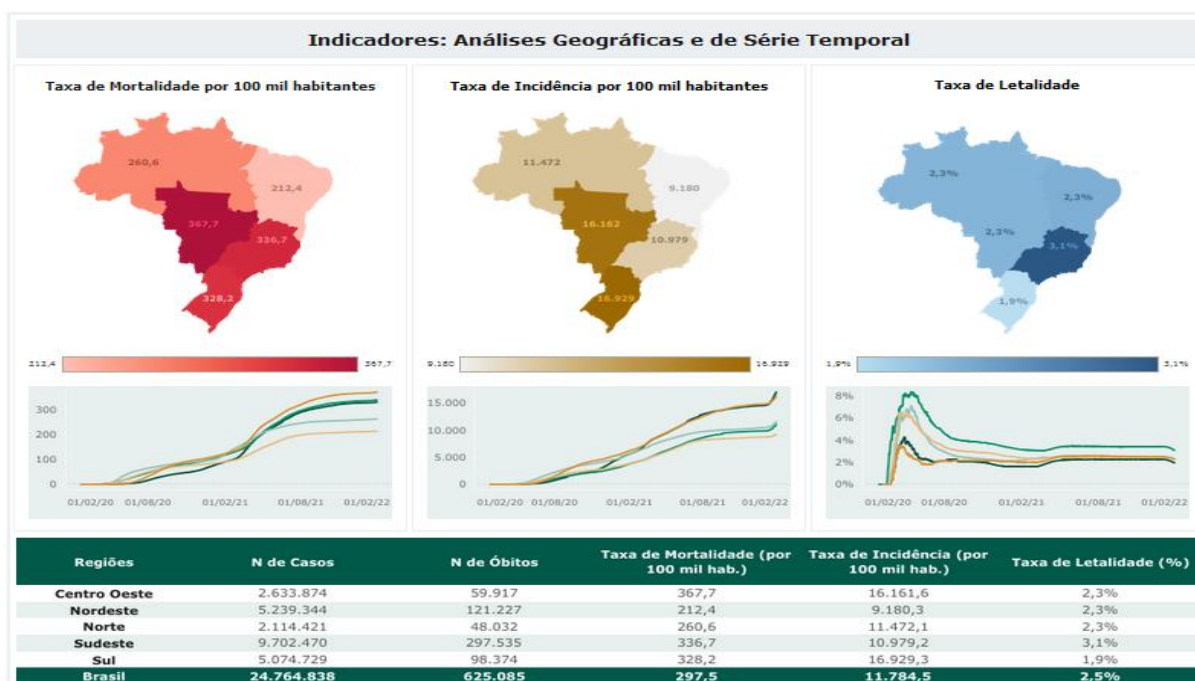 Indicadores: Análises Geográficas e de Série Temporal
Taxa de Mortalidade por 100 mil habitantes
260,6
212,4
367,7
336,7
328,2
212,4 367,7
300
200
100
0
01/02/20 01/08/20 01/02/21 01/08/21 01/02/22
Taxa de Incidência por 100 mil habitantes
11.472
9.180
16.162
10.979
16.929
9.180 16.929
15.000
10.000
5.000
0
01/02/20 01/08/20 01/02/21 01/08/21 01/02/22
Taxa de Letalidade
2,3%
2,3%
2,3%
3,1%
1,9%
1,9% 3,1%
8%
6%
4%
2%
0%
01/02/20 01/08/20 01/02/21 01/08/21 01/02/22
Regiões N de Casos N de Óbitos Taxa de Mortalidade (por 100 mil hab.) Taxa de Incidência (por 100 mil hab.) Taxa de Letalidade (%)
Centro Oeste 2.633.874 59.917 367,7 16.161,6 2,3%
Nordeste 5.239.344 121.227 212,4 9.180,3 2,3%
Norte 2.114.421 48.032 260,6 11.472,1 2,3%
Sudeste 9.702.470 297.535 336,7 10.979,2 3,1%
Sul 5.074.729 98.374 328,2 16.929,3 1,9%
Brasil 24.764.838 625.085 297,5 11.784,5 2,5%